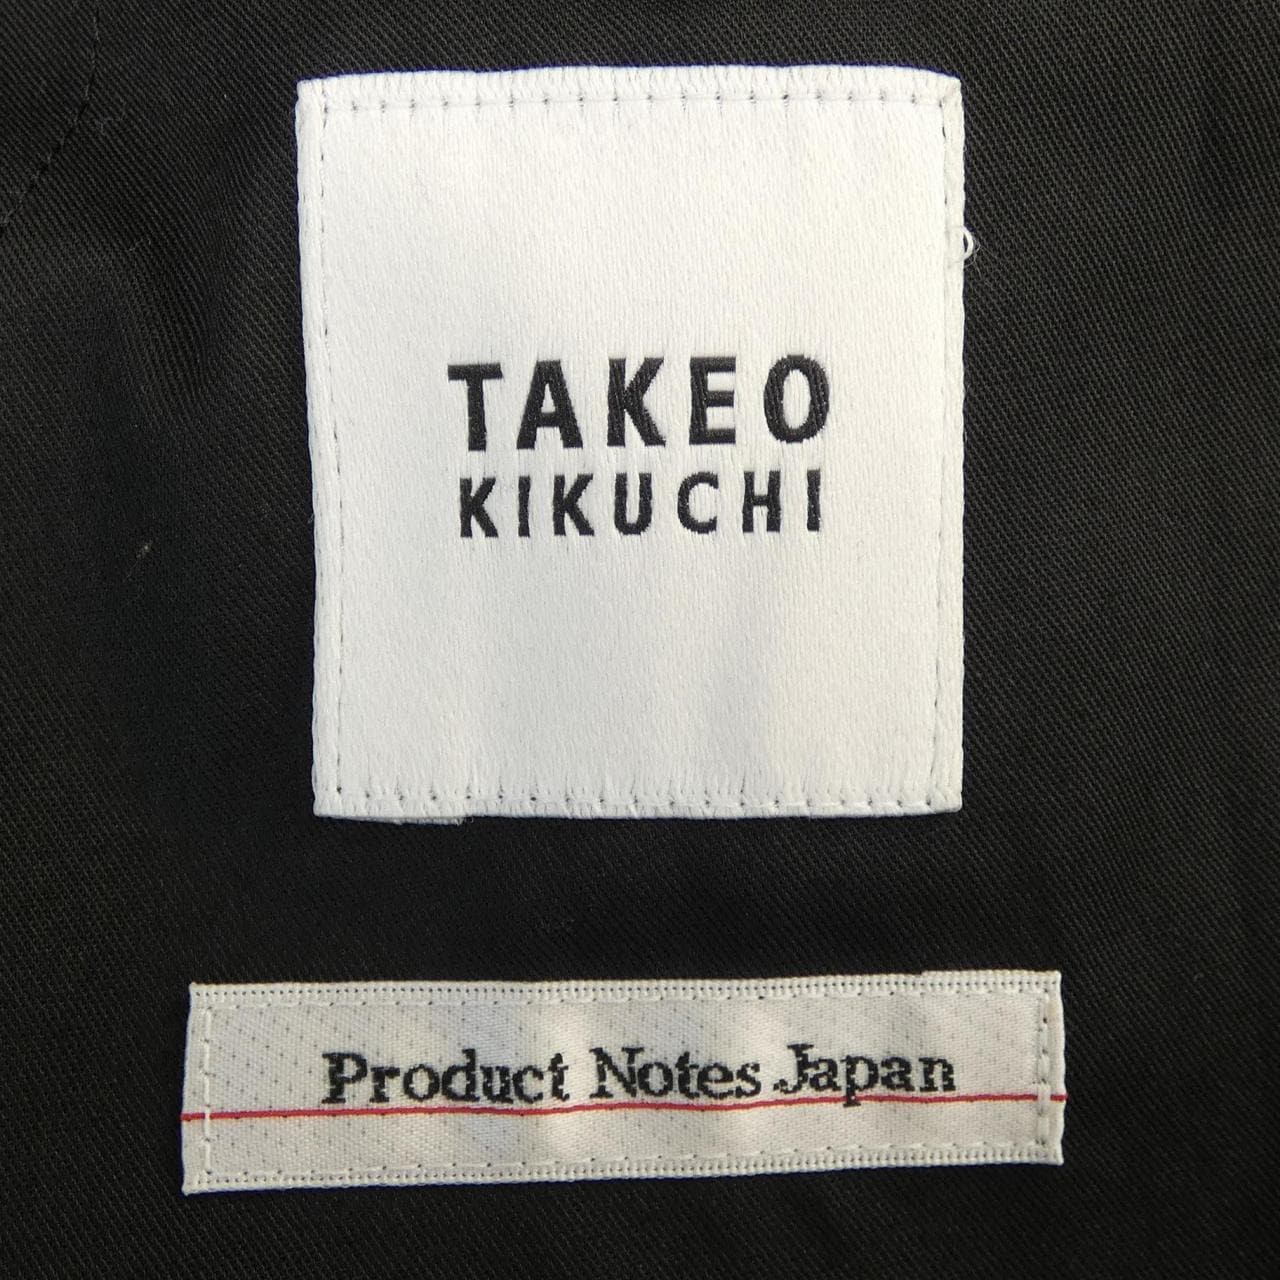 TAKEO
KIKUCHI
Product Notes Japan